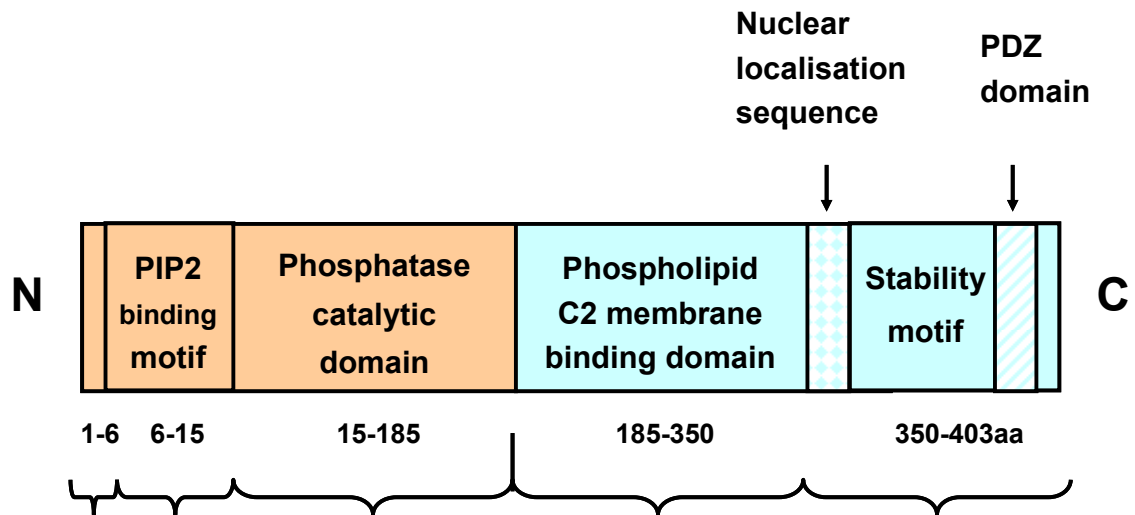 Nuclear
localisation
sequence
PDZ
domain
N
PIP2
binding
motif
Phosphatase
catalytic
domain
Phospholipid
C2 membrane
binding domain
Stability
motif
C
1-6
6-15
15-185
185-350
350-403aa